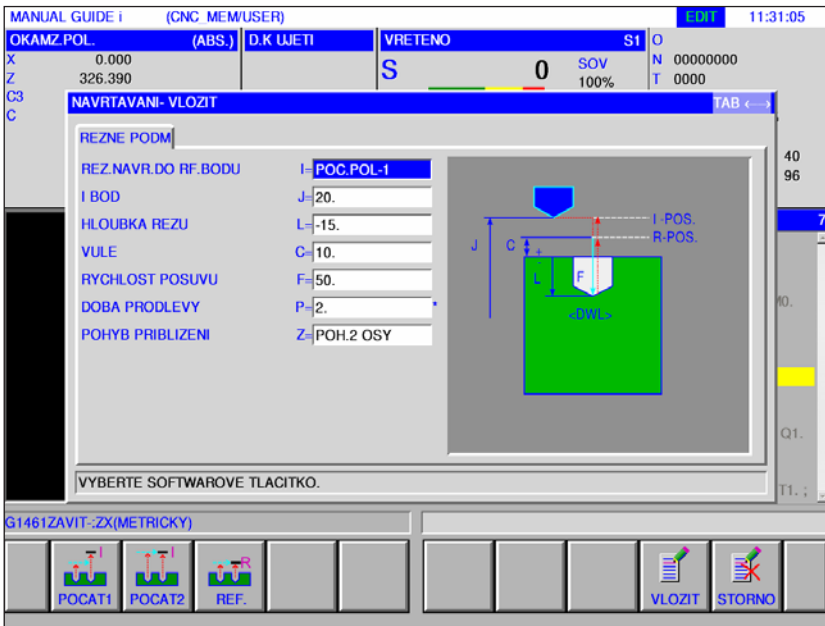 MANUAL GUIDE i (CNC_MEM/USER) EDIT 11:31:05
OKAMZ.POL. (ABS.) D.K UJETI VRETENO S1 O
X 0.000 N 00000000
Z 326.390 S 0 SOV 100% T 0000
C3
C
NAVRTAVANI- VLOZIT TAB ←→
REZNE PODM
REZ.NAVR.DO RF.BODU I= POC.POL-1
I BOD J= 20.
HLOUBKA REZU L= -15.
VULE C= 10.
RYCHLOST POSUVU F= 50.
DOBA PRODLEVY P= 2. *
POHYB PRIBLIZENI Z= POH.2 OSY
I -POS.
R-POS.
J C + - L F
<DWL>
40
96
7
M0.
Q1.
T1. ;
VYBERTE SOFTWAROVE TLACITKO.
G1461ZAVIT-:ZX(METRICKY)
I I R
POCAT1 POCAT2 REF. VLOZIT STORNO